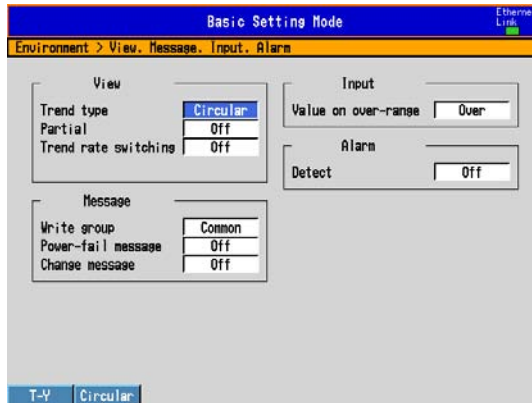 Basic Setting Mode
Etherne
Link
Environment > View. Message. Input. Alarm
View
Trend type Circular
Partial Off
Trend rate switching Off
Message
Write group Common
Power-fail message Off
Change message Off
Input
Value on over-range Over
Alarm
Detect Off
T-Y Circular